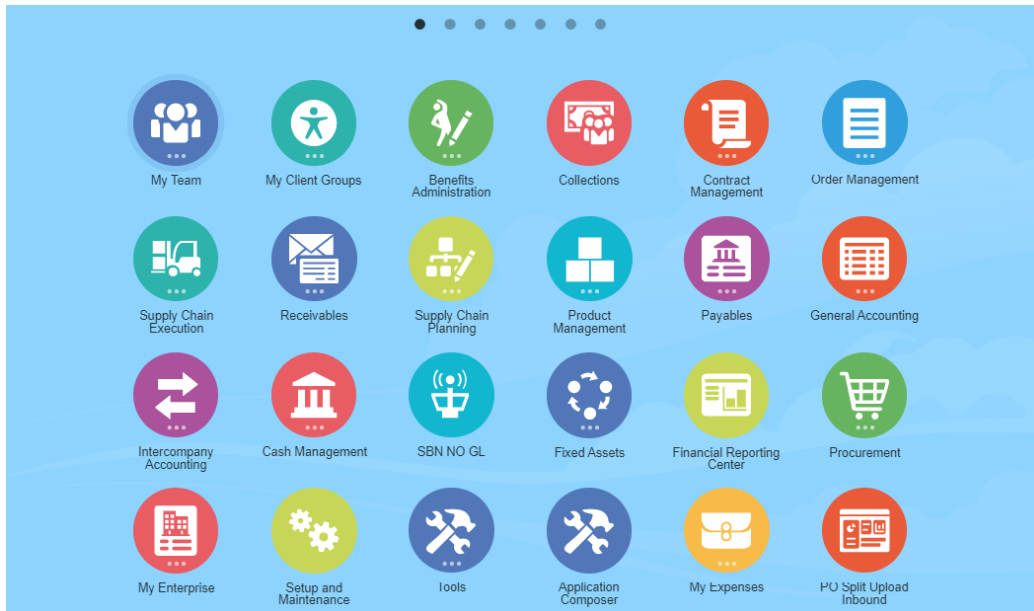 My Team
My Client Groups
Benefits
Administration
Collections
Contract
Management
Order Management
Supply Chain
Execution
Receivables
Supply Chain
Planning
Product
Management
Payables
General Accounting
Intercompany
Accounting
Cash Management
SBN NO GL
Fixed Assets
Financial Reporting
Center
Procurement
My Enterprise
Setup and
Maintenance
Tools
Application
Composer
My Expenses
PO Split Upload
Inbound